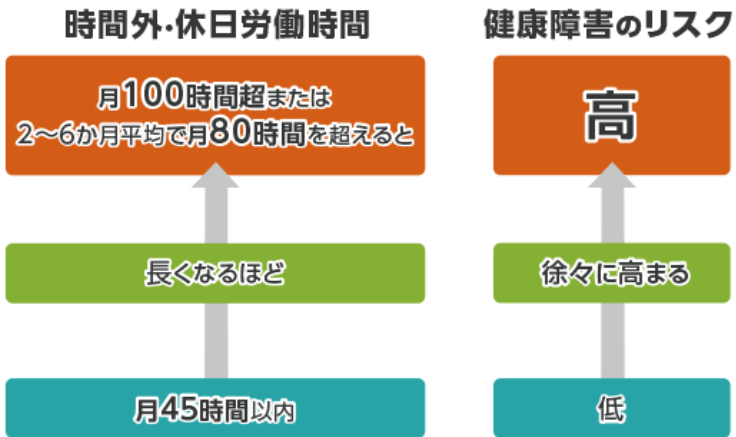 時間外・休日労働時間
健康障害のリスク
月100時間超または
2〜6か月平均で月80時間を超えると
高
長くなるほど
徐々に高まる
月45時間以内
低